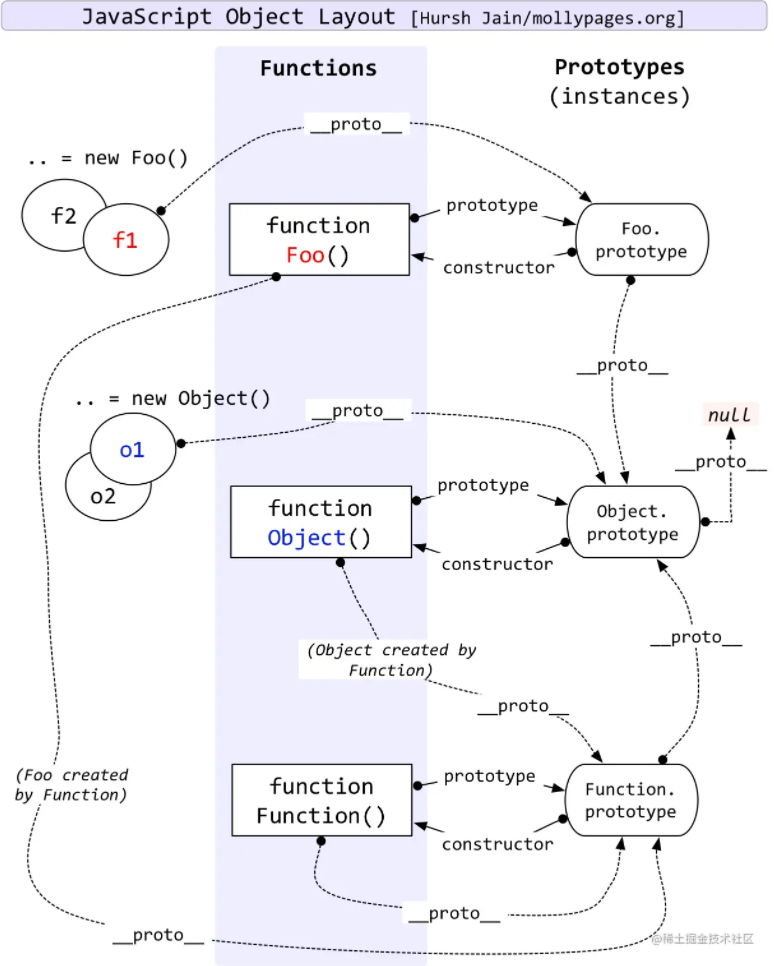 JavaScript Object Layout [Hursh Jain/mollypages.org]
Functions
Prototypes
(instances)
__proto__
.. = new Foo()
f2
f1
function
Foo()
prototype
constructor
Foo.
prototype
__proto__
.. = new Object()
__proto__
null
__proto__
o1
o2
function
Object()
prototype
constructor
Object.
prototype
(Object created by
Function)
__proto__
__proto__
(Foo created
by Function)
function
Function()
prototype
constructor
Function.
prototype
__proto__
__proto__
@稀土掘金技术社区